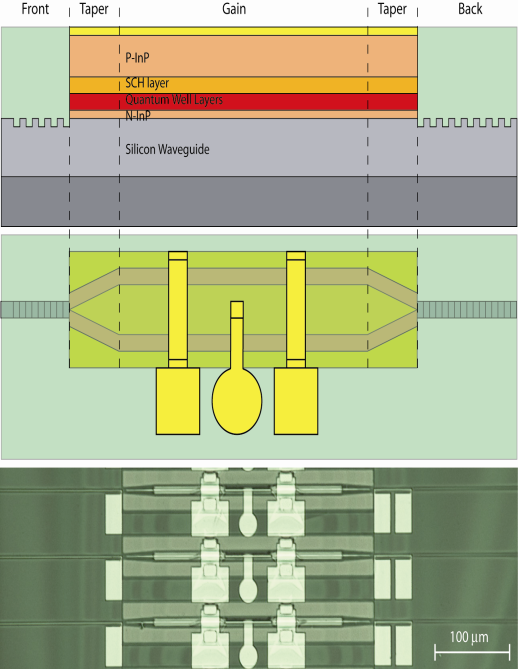 Front Taper Gain Taper Back
P-InP
SCH layer
Quantum Well Layers
N-InP
Silicon Waveguide
100 μm